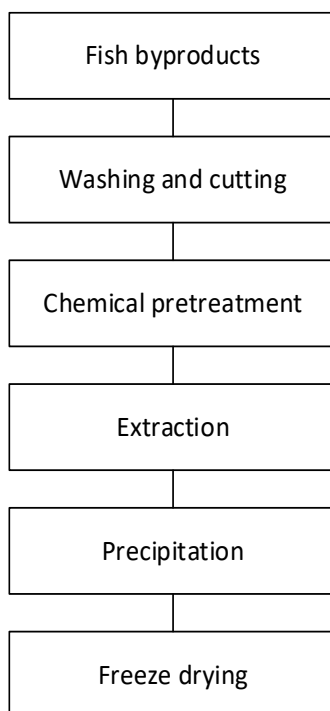 Fish byproducts
Washing and cutting
Chemical pretreatment
Extraction
Precipitation
Freeze drying